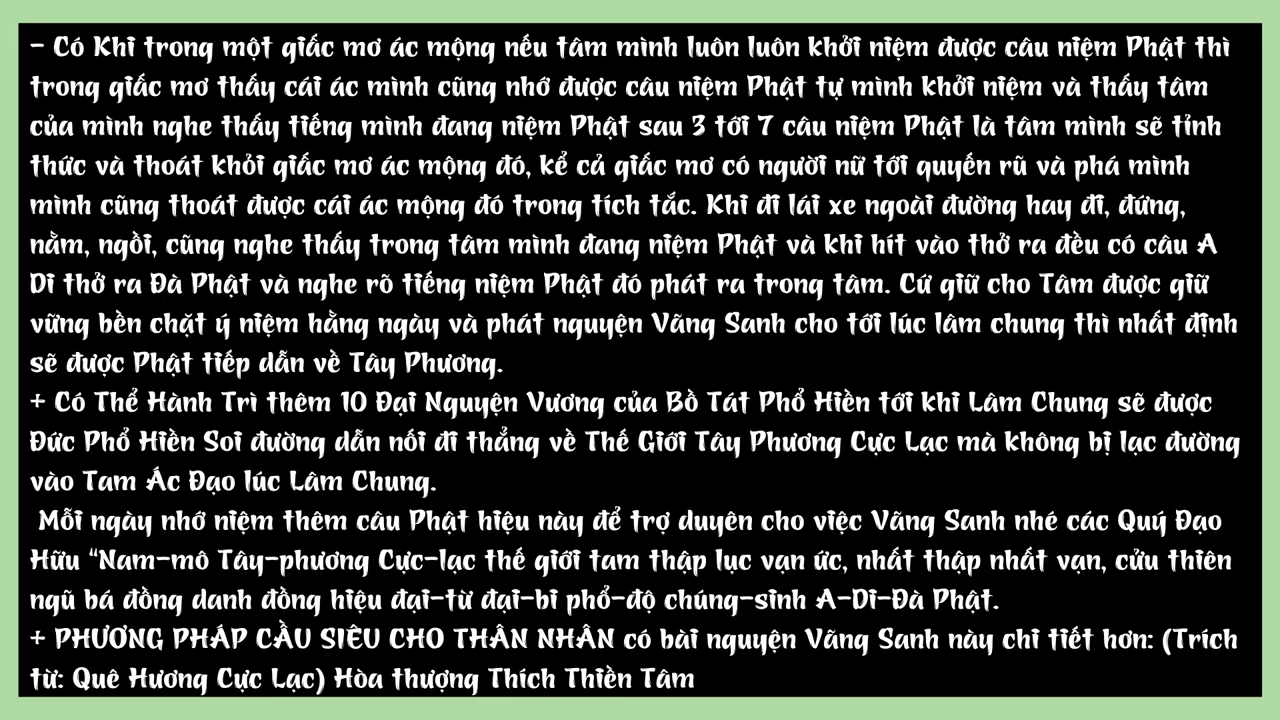 - Có Khi trong một giấc mơ ác mộng nếu tâm mình luôn luôn khởi niệm được câu niệm Phật thì
trong giấc mơ thấy cái ác mình cũng nhớ được câu niệm Phật tự mình khởi niệm và thấy tâm
của mình nghe thấy tiếng mình đang niệm Phật sau 3 tới 7 câu niệm Phật là tâm mình sẽ tỉnh
thức và thoát khỏi giấc mơ ác mộng đó, kể cả giấc mơ có người nữ tới quyến rũ và phá mình
mình cũng thoát được cái ác mộng đó trong tích tắc. Khi đi lái xe ngoài đường hay đi, đứng,
nằm, ngồi, cũng nghe thấy trong tâm mình đang niệm Phật và khi hít vào thở ra đều có câu A
Di thở ra Đà Phật và nghe rõ tiếng niệm Phật đó phát ra trong tâm. Cứ giữ cho Tâm được giữ
vững bền chặt ý niệm hằng ngày và phát nguyện Vãng Sanh cho tới lúc lâm chung thì nhất định
sẽ được Phật tiếp dẫn về Tây Phương.
+ Có Thể Hành Trì thêm 10 Đại Nguyện Vương của Bồ Tát Phổ Hiền tới khi Lâm Chung sẽ được
Đức Phổ Hiền Soi đường dẫn nối đi thẳng về Thế Giới Tây Phương Cực Lạc mà không bị lạc đường
vào Tam Ác Đạo lúc Lâm Chung.
Mỗi ngày nhớ niệm thêm câu Phật hiệu này để trợ duyên cho việc Vãng Sanh nhé các Quý Đạo
Hữu "Nam-mô Tây-phương Cực-lạc thế giới tam thập lục vạn ức, nhất thập nhất vạn, cửu thiên
ngũ bá đồng danh đồng hiệu đại-từ đại-bi phổ-độ chúng-sinh A-Di-Đà Phật.
+ PHƯƠNG PHÁP CẦU SIÊU CHO THÂN NHÂN có bài nguyện Vãng Sanh này chi tiết hơn: (Trích
từ: Quê Hương Cực Lạc) Hòa thượng Thích Thiền Tâm